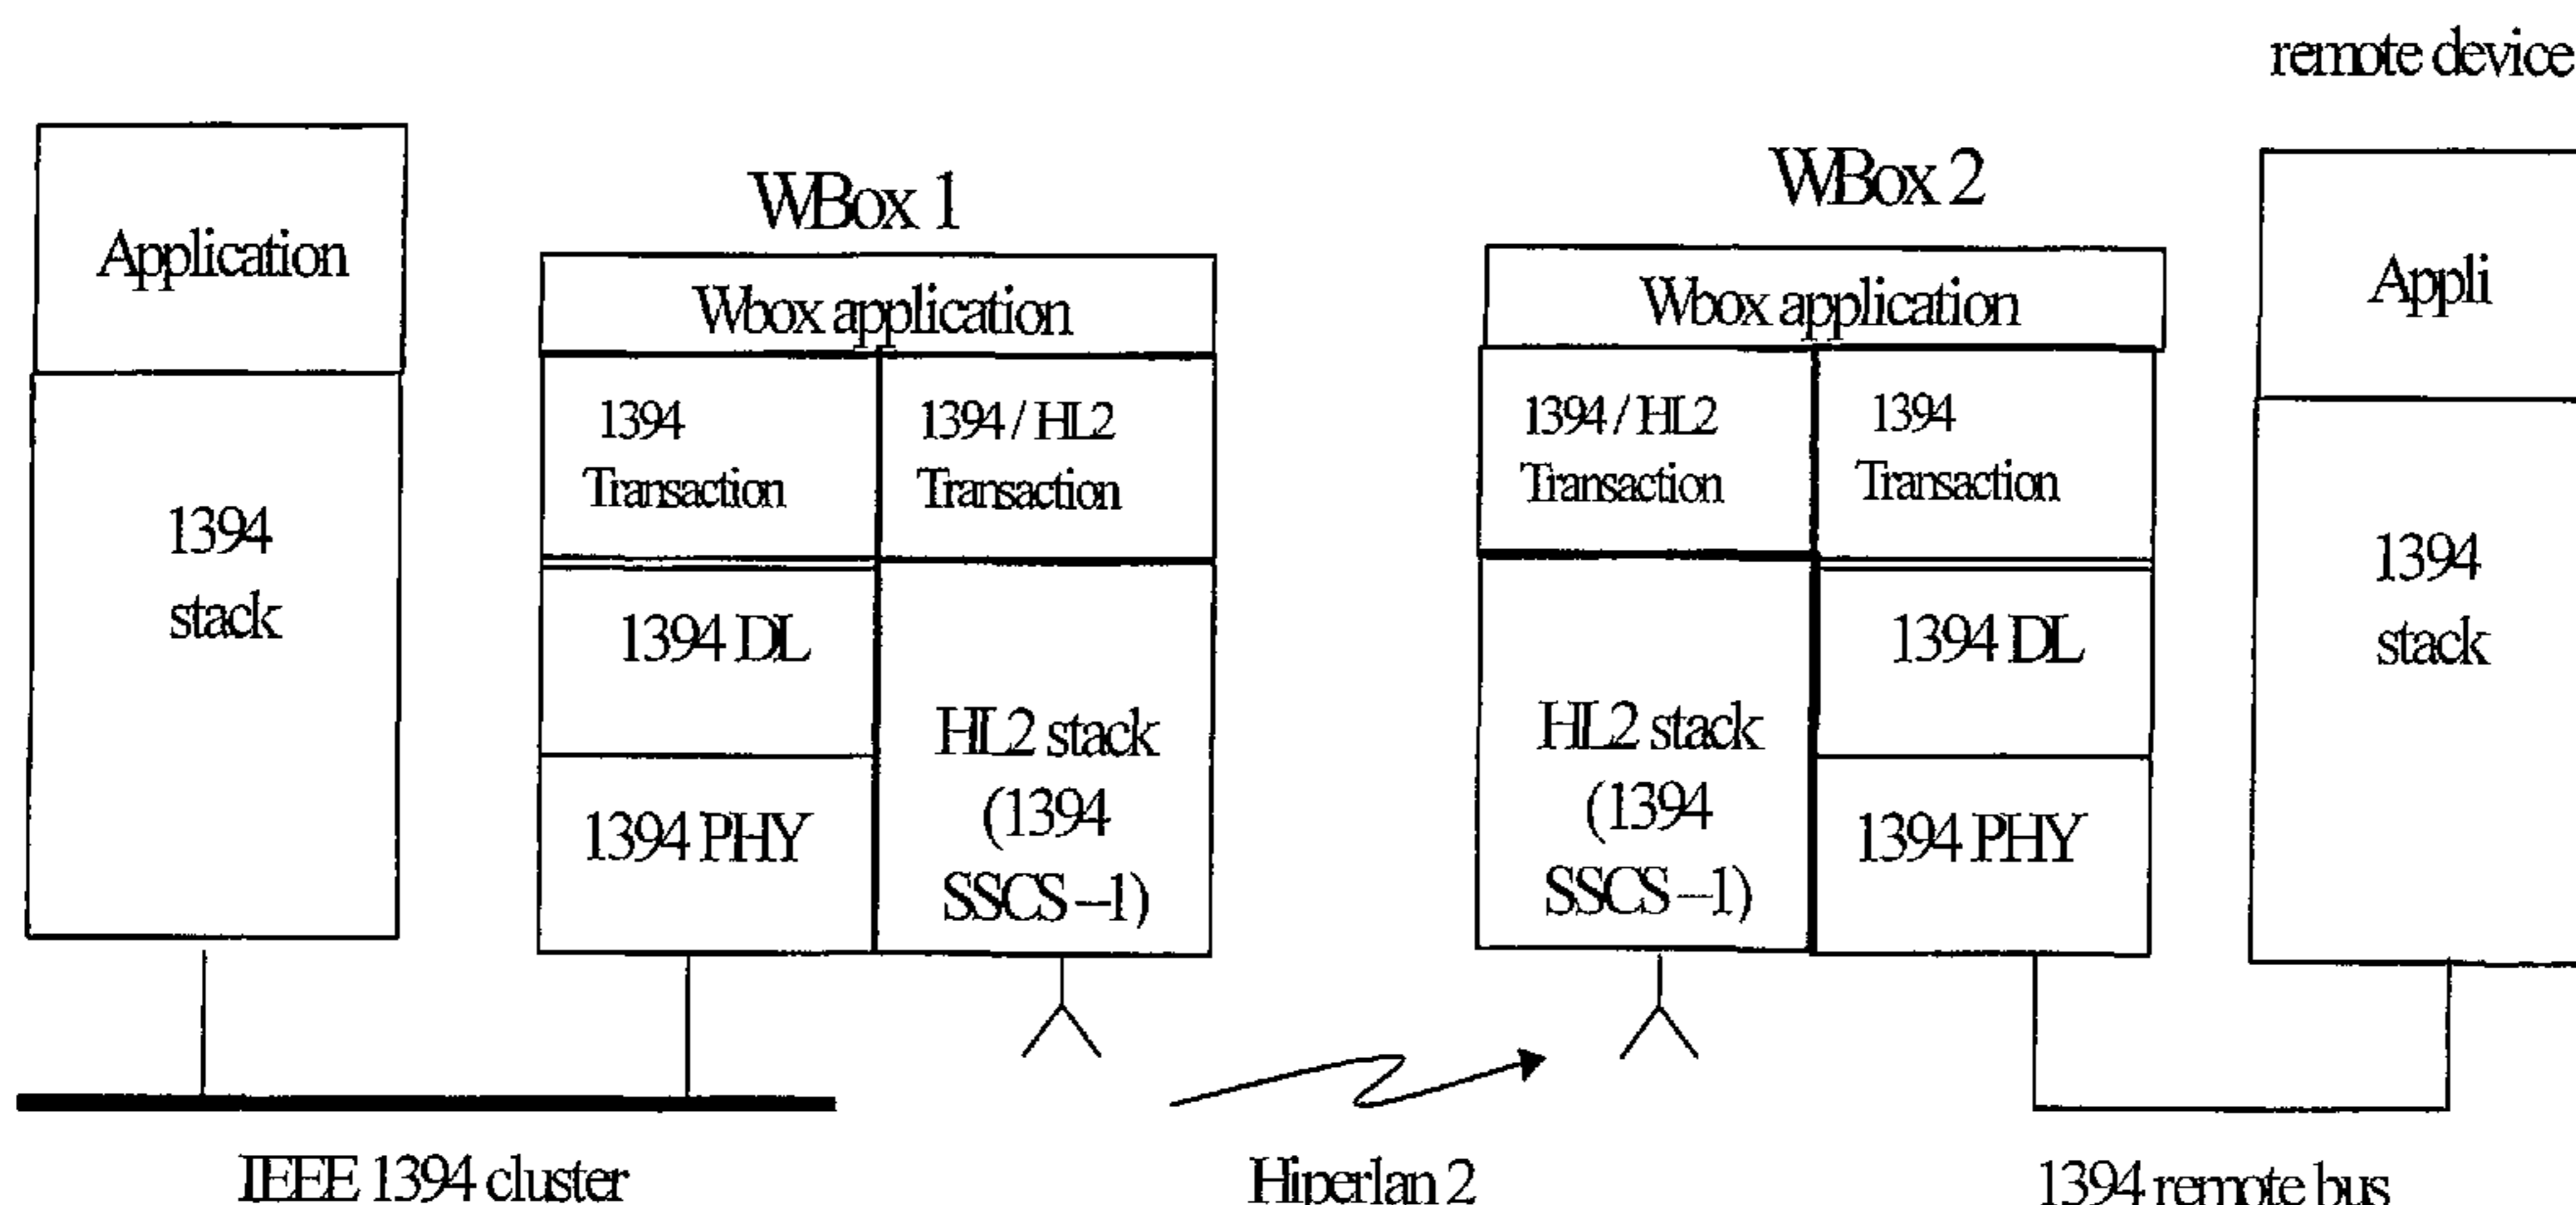 remote device
Application
1394
stack
WBox 1
Wbox application
1394
Transaction
1394 / HL2
Transaction
1394 DL
1394 PHY
HL2 stack
(1394
SSCS –1)
WBox 2
Wbox application
1394 / HL2
Transaction
1394
Transaction
HL2 stack
(1394
SSCS –1)
1394 DL
1394 PHY
Appli
1394
stack
IEEE 1394 cluster
Hiperlan 2
1394 remote bus